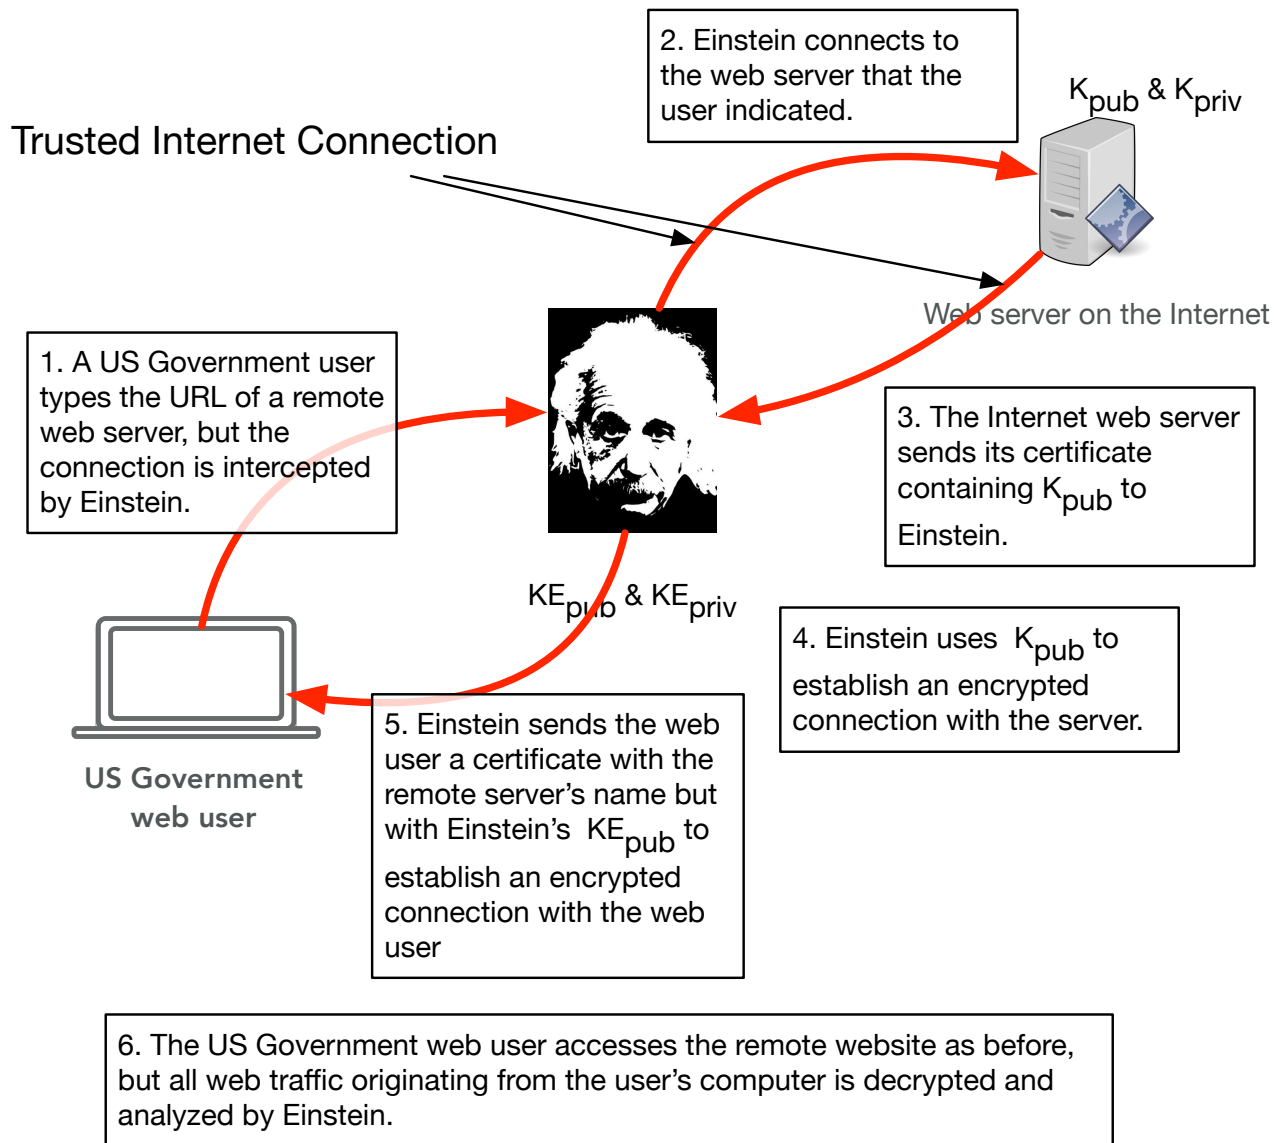 2. Einstein connects to
the web server that the
user indicated.
Kpub & Kpriv
Trusted Internet Connection
Web server on the Internet
1. A US Government user
types the URL of a remote
web server, but the
connection is intercepted
by Einstein.
3. The Internet web server
sends its certificate
containing Kpub to
Einstein.
KEpub & KEpriv
4. Einstein uses Kpub to
establish an encrypted
connection with the server.
US Government
web user
5. Einstein sends the web
user a certificate with the
remote server’s name but
with Einstein’s KEpub to
establish an encrypted
connection with the web
user
6. The US Government web user accesses the remote website as before,
but all web traffic originating from the user’s computer is decrypted and
analyzed by Einstein.